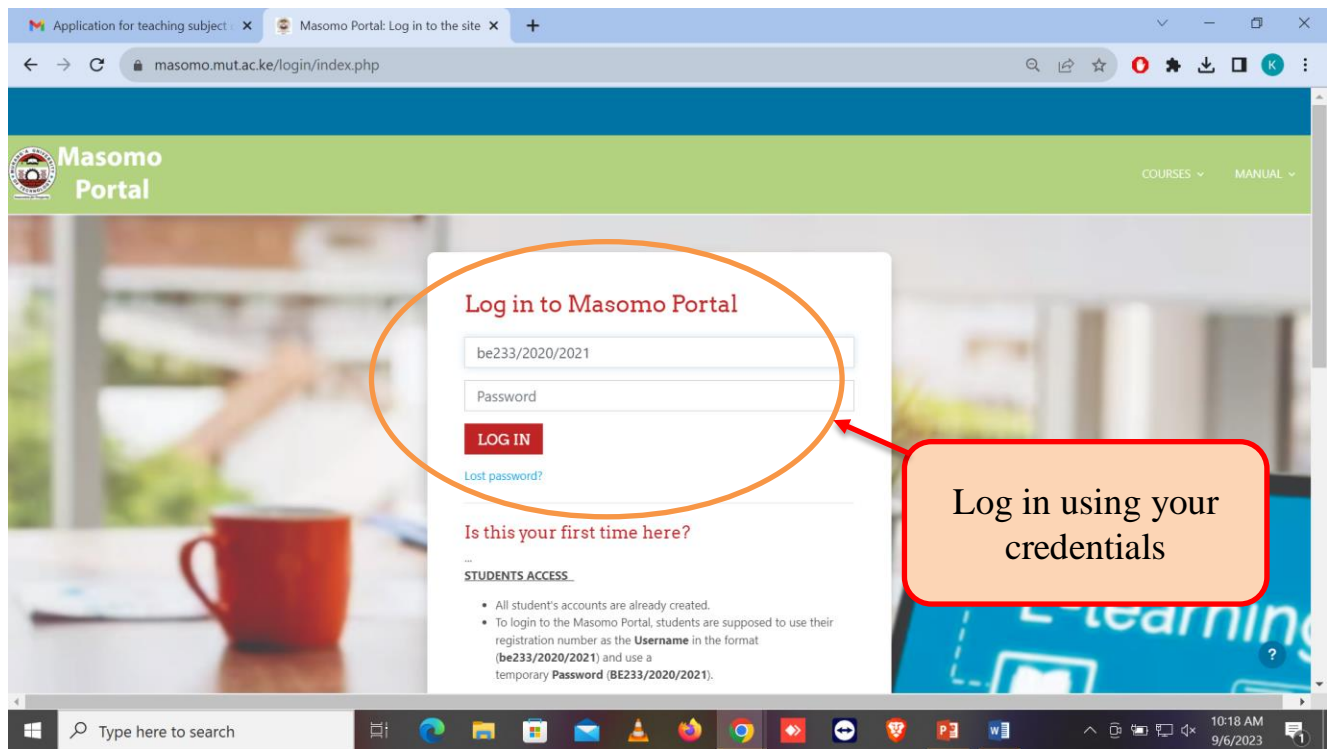 Application for teaching subject
Masomo Portal: Log in to the site
masomo.mut.ac.ke/login/index.php
K
Masomo
Portal
COURSES
MANUAL
Log in to Masomo Portal
be233/2020/2021
Password
LOG IN
Lost password?
Log in using your
credentials
Is this your first time here?
...
STUDENTS ACCESS
• All student's accounts are already created.
• To login to the Masomo Portal, students are supposed to use their
registration number as the Username in the format
(be233/2020/2021) and use a
temporary Password (BE233/2020/2021).
E-learning
?
Type here to search
10:18 AM
9/6/2023
1